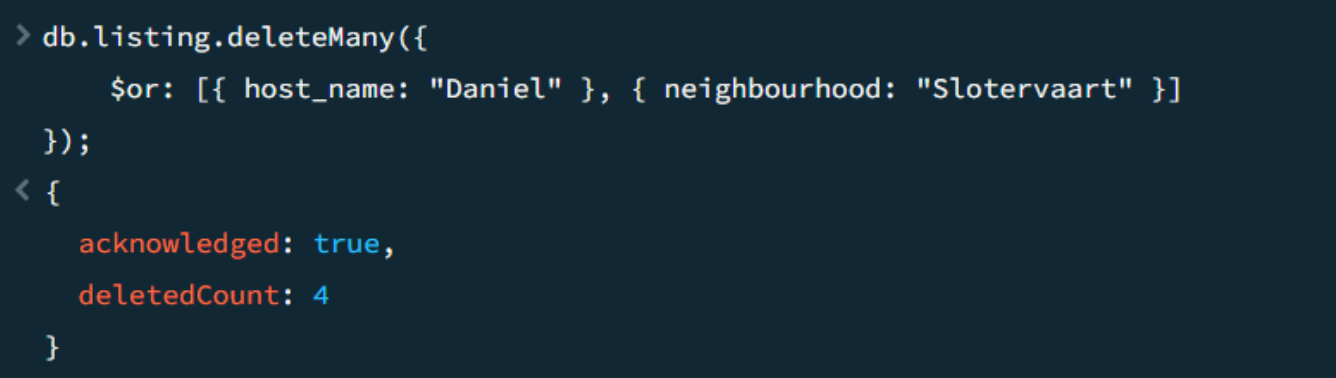 > db.listing.deleteMany({
$or: [{ host_name: "Daniel" }, { neighbourhood: "Slotervaart" }]
});
< {
acknowledged: true,
deletedCount: 4
}